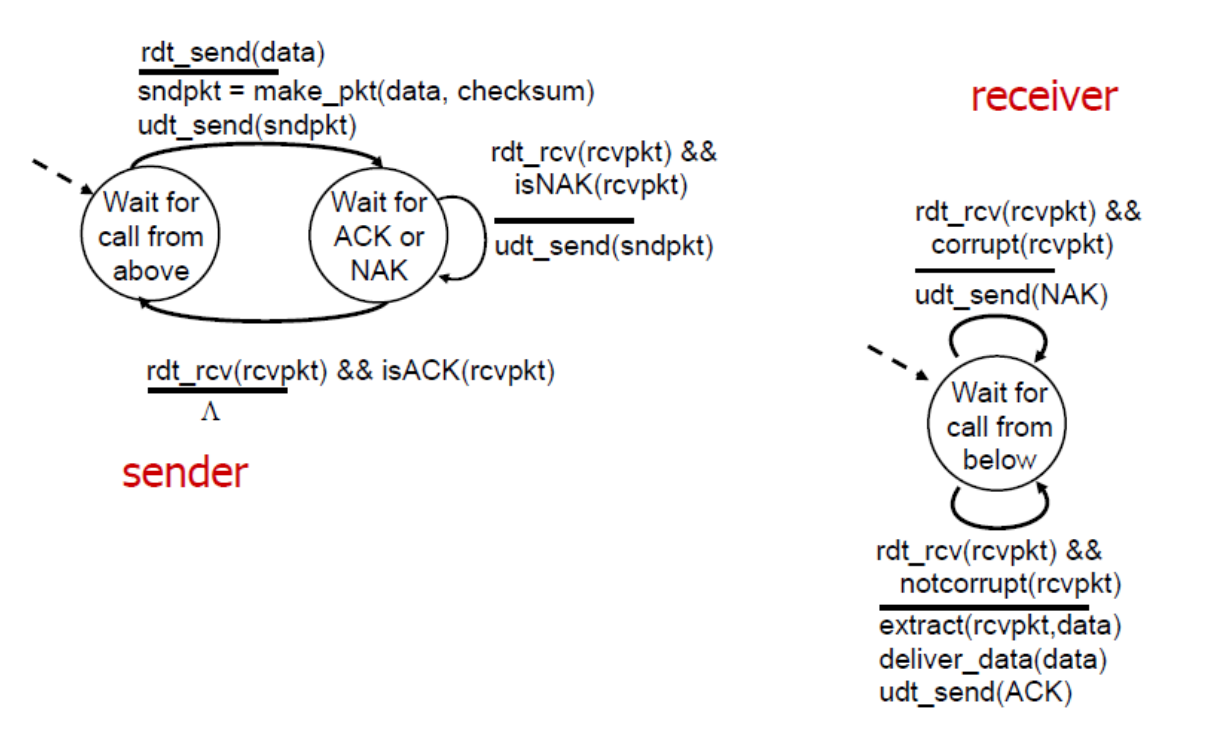 rdt_send(data)
sndpkt = make_pkt(data, checksum)
udt_send(sndpkt)
Wait for
call from
above
Wait for
ACK or
NAK
rdt_rcv(rcvpkt) &&
isNAK(rcvpkt)
udt_send(sndpkt)
rdt_rcv(rcvpkt) && isACK(rcvpkt)
Λ
sender
receiver
rdt_rcv(rcvpkt) &&
corrupt(rcvpkt)
udt_send(NAK)
Wait for
call from
below
rdt_rcv(rcvpkt) &&
notcorrupt(rcvpkt)
extract(rcvpkt,data)
deliver_data(data)
udt_send(ACK)